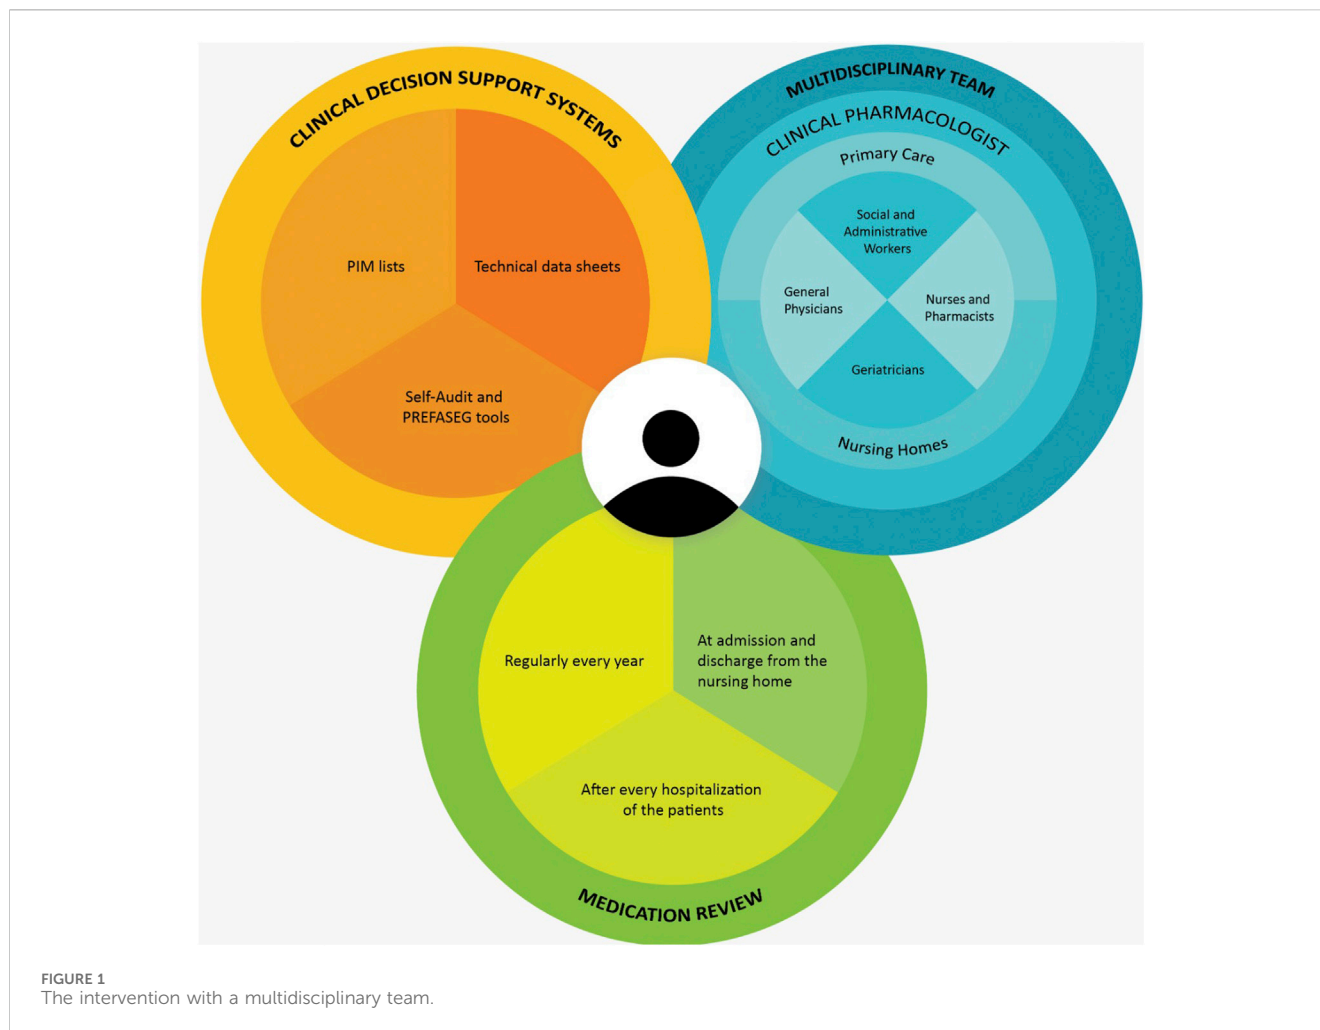 CLINICAL DECISION SUPPORT SYSTEMS
PIM lists
Technical data sheets
Self-Audit and
PREFASEG tools
MULTIDISCIPLINARY TEAM
CLINICAL PHARMACOLOGIST
Primary Care
Social and
Administrative
Workers
General
Physicians
Nurses and
Pharmacists
Geriatricians
Nursing Homes
Regularly every year
At admission and
discharge from the
nursing home
After every hospitalization
of the patients
MEDICATION REVIEW
FIGURE 1
The intervention with a multidisciplinary team.